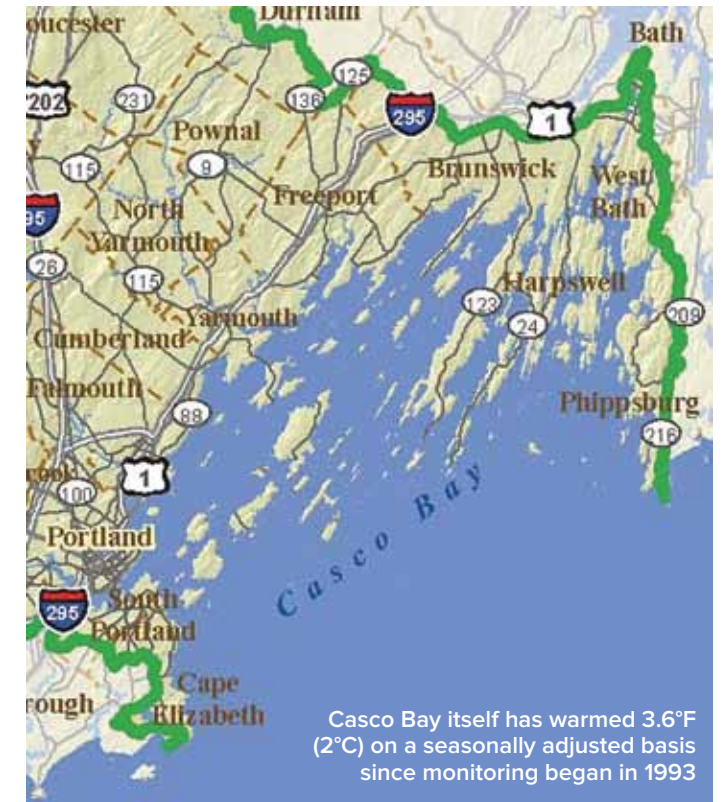 oucester
Durham
Bath
202
231
136
125
295
1
Pownal
9
115
Brunswick
West
Bath
Freeport
North
Yarmouth
95
26
115
Harpswell
123
24
209
Yarmouth
Cumberland
Falmouth
88
Phippsburg
216
1
100
Portland
Casco Bay
295
South
Portland
Cape
Elizabeth
rough
Casco Bay itself has warmed 3.6°F
(2°C) on a seasonally adjusted basis
since monitoring began in 1993